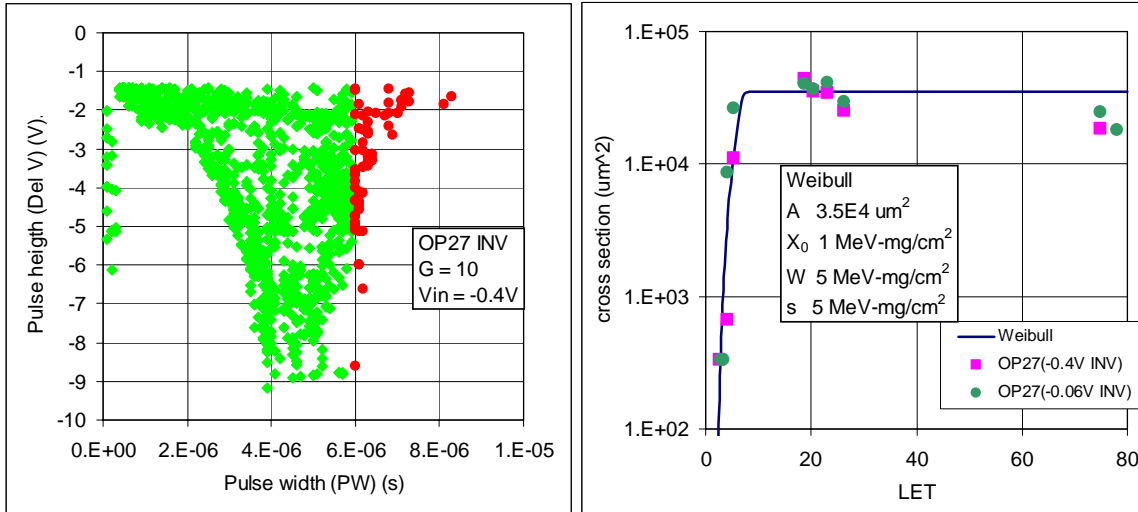 0
-1
-2
-3
-4
-5
-6
-7
-8
-9
-10
Pulse heigth (Del V) (V).
OP27 INV
G = 10
Vin = -0.4V
0.E+00 2.E-06 4.E-06 6.E-06 8.E-06 1.E-05
Pulse width (PW) (s)
1.E+05
1.E+04
1.E+03
1.E+02
cross section (um^2)
Weibull
A 3.5E4 um²
X₀ 1 MeV-mg/cm²
W 5 MeV-mg/cm²
s 5 MeV-mg/cm²
Weibull
OP27(-0.4V INV)
OP27(-0.06V INV)
0 20 40 60 80
LET